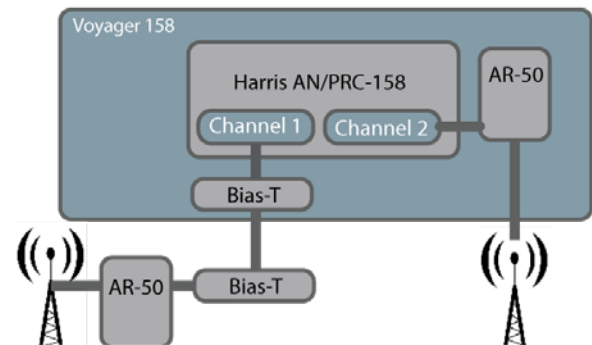 Voyager 158
Harris AN/PRC-158
AR-50
Channel 1
Channel 2
Bias-T
AR-50
Bias-T